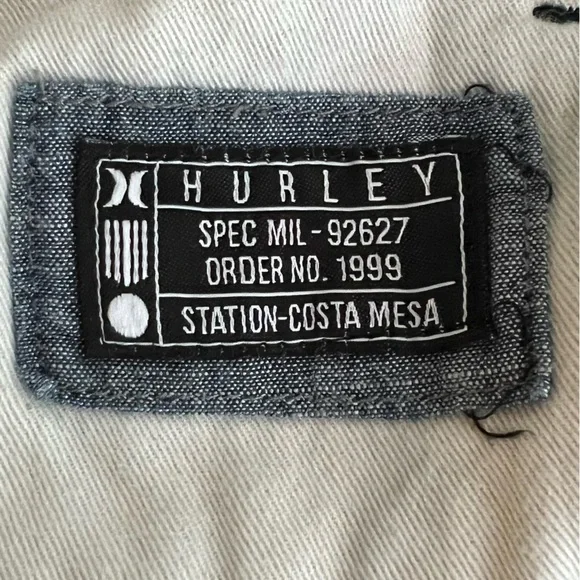 HURLEY
SPEC MIL-92627
ORDER NO. 1999
STATION-COSTA MESA